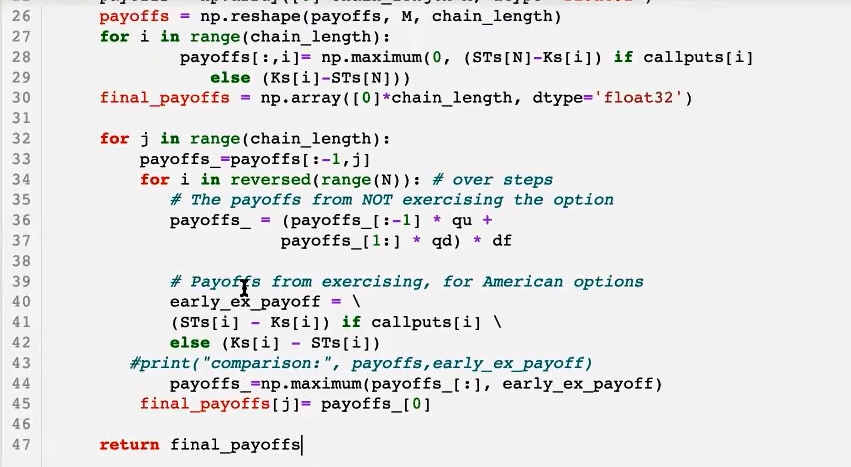 26 payoffs = np.reshape(payoffs, M, chain_length)
27 for i in range(chain_length):
28 payoffs[:,i]= np.maximum(0, (STs[N]-Ks[i]) if callputs[i]
29 else (Ks[i]-STs[N]))
30 final_payoffs = np.array([0]*chain_length, dtype='float32')
31
32 for j in range(chain_length):
33 payoffs_=payoffs[:-1,j]
34 for i in reversed(range(N)): # over steps
35 # The payoffs from NOT exercising the option
36 payoffs_ = (payoffs_[:-1] * qu +
37 payoffs_[1:] * qd) * df
38
39 # Payoffs from exercising, for American options
40 early_ex_payoff = \
41 (STs[i] - Ks[i]) if callputs[i] \
42 else (Ks[i] - STs[i])
43 #print("comparison:", payoffs,early_ex_payoff)
44 payoffs_=np.maximum(payoffs_[:], early_ex_payoff)
45 final_payoffs[j]= payoffs_[0]
46
47 return final_payoffs